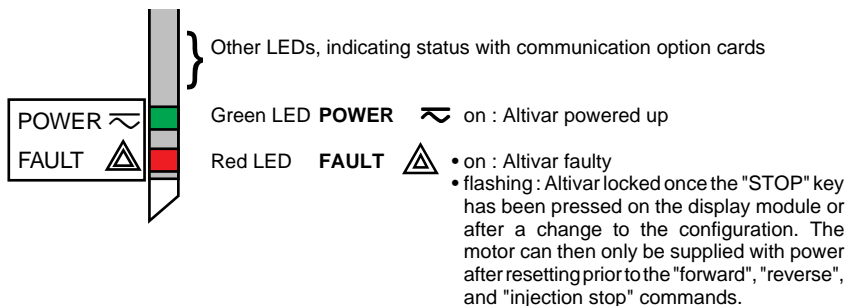 Other LEDs, indicating status with communication option cards
POWER
Green LED POWER on : Altivar powered up
FAULT
Red LED FAULT • on : Altivar faulty
• flashing : Altivar locked once the "STOP" key
has been pressed on the display module or
after a change to the configuration. The
motor can then only be supplied with power
after resetting prior to the "forward", "reverse",
and "injection stop" commands.